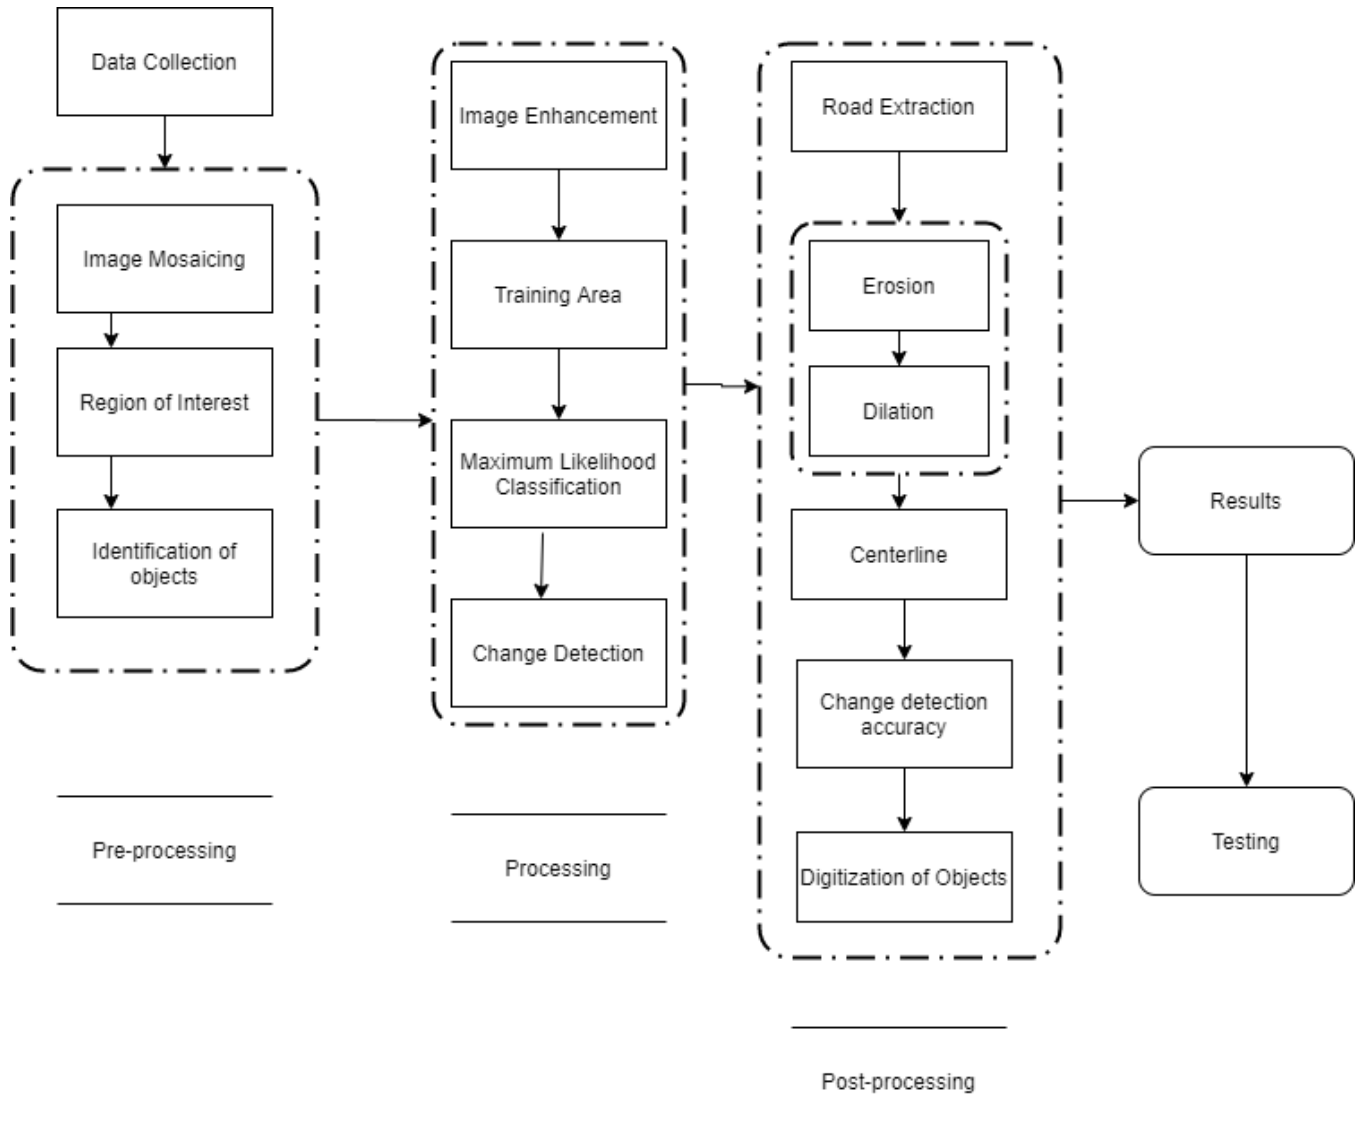 Data Collection
Image Mosaicing
Region of Interest
Identification of
objects
Pre-processing
Image Enhancement
Training Area
Maximum Likelihood
Classification
Change Detection
Processing
Road Extraction
Erosion
Dilation
Centerline
Change detection
accuracy
Digitization of Objects
Post-processing
Results
Testing